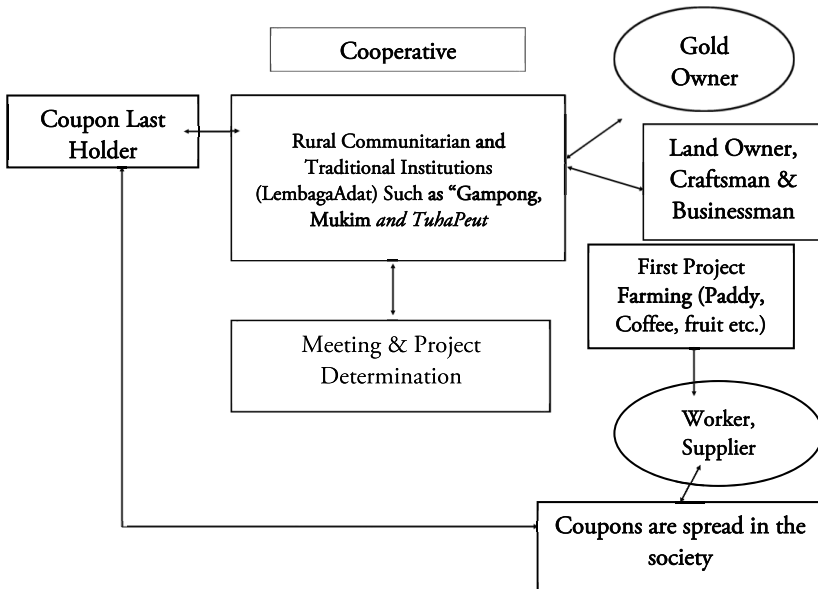 Cooperative
Gold
Owner
Coupon Last
Holder
Rural Communitarian and
Traditional Institutions
(LembagaAdat) Such as “Gampong,
Mukim and TuhaPeut
Land Owner,
Craftsman &
Businessman
First Project
Farming (Paddy,
Coffee, fruit etc.)
Meeting & Project
Determination
Worker,
Supplier
Coupons are spread in the
society